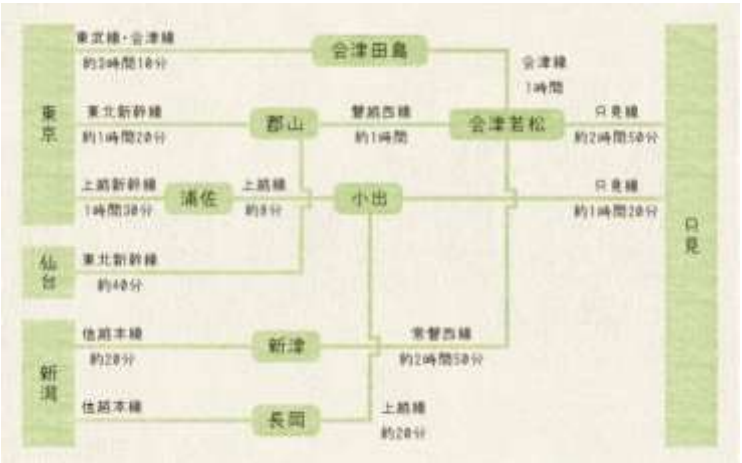 東武線・会津線
約3時間10分
会津田島
会津線
1時間
東京
東北新幹線
約1時間20分
郡山
磐越西線
約1時間
会津若松
只見線
約2時間50分
上越新幹線
1時間30分
浦佐
上越線
約8分
小出
只見線
約1時間20分
只見
仙台
東北新幹線
約40分
新潟
信越本線
約20分
新津
常磐西線
約2時間50分
信越本線
長岡
上越線
約20分